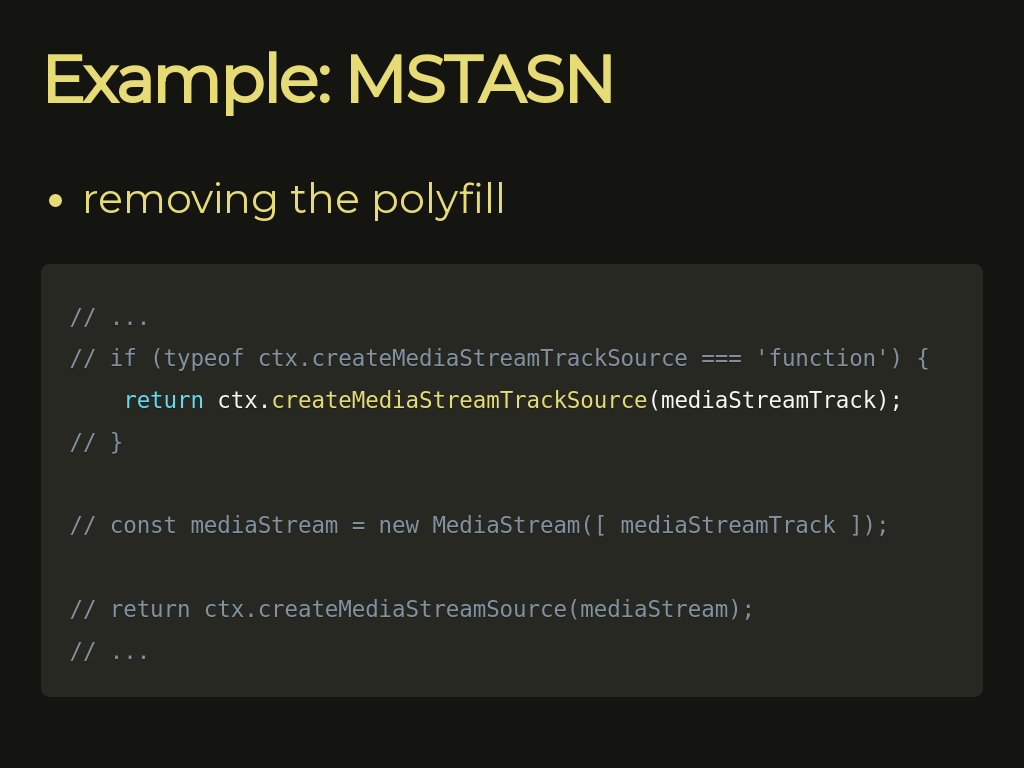 Example: MSTASN
• removing the polyfill
// ...
// if (typeof ctx.createMediaStreamTrackSource === 'function') {
    return ctx.createMediaStreamTrackSource(mediaStreamTrack);
// }
// const mediaStream = new MediaStream([ mediaStreamTrack ]);
// return ctx.createMediaStreamSource(mediaStream);
// ...